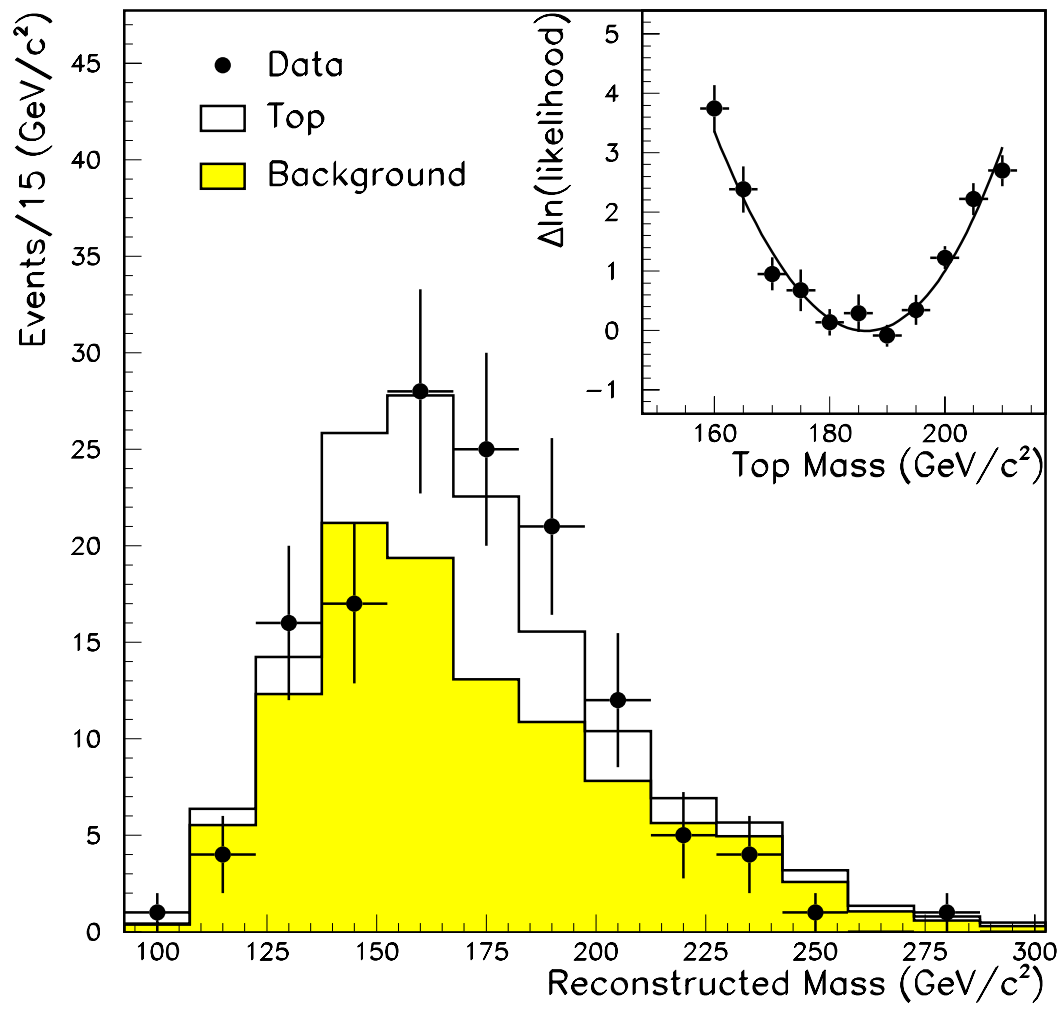 Events/15 (GeV/c²)
45
40
35
30
25
20
15
10
5
0
Data
Top
Background
Δln(likelihood)
5
4
3
2
1
0
−1
160 180 200
Top Mass (GeV/c²)
100 125 150 175 200 225 250 275 300
Reconstructed Mass (GeV/c²)